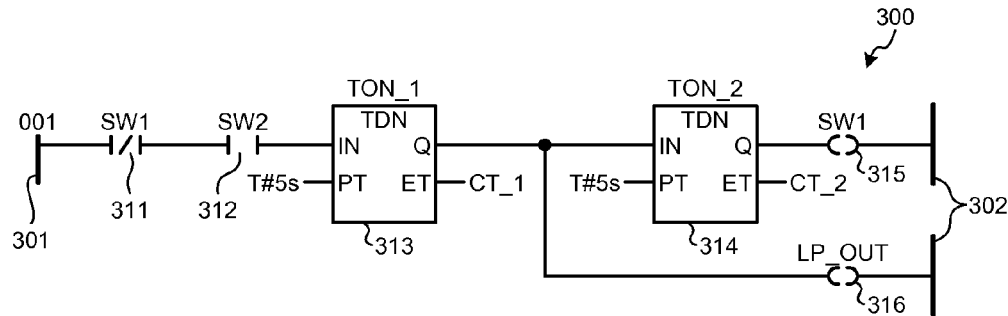 300
TON_1
TON_2
001
SW1
SW2
TDN
TDN
SW1
IN
Q
IN
Q
T#5s
PT
ET
CT_1
T#5s
PT
ET
CT_2
315
311
312
302
301
313
314
LP_OUT
316